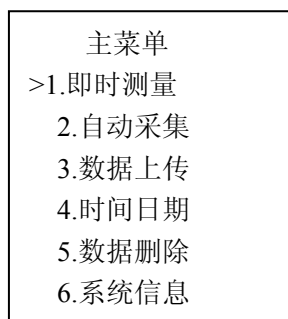 主菜单
>1.即时测量
2.自动采集
3.数据上传
4.时间日期
5.数据删除
6.系统信息